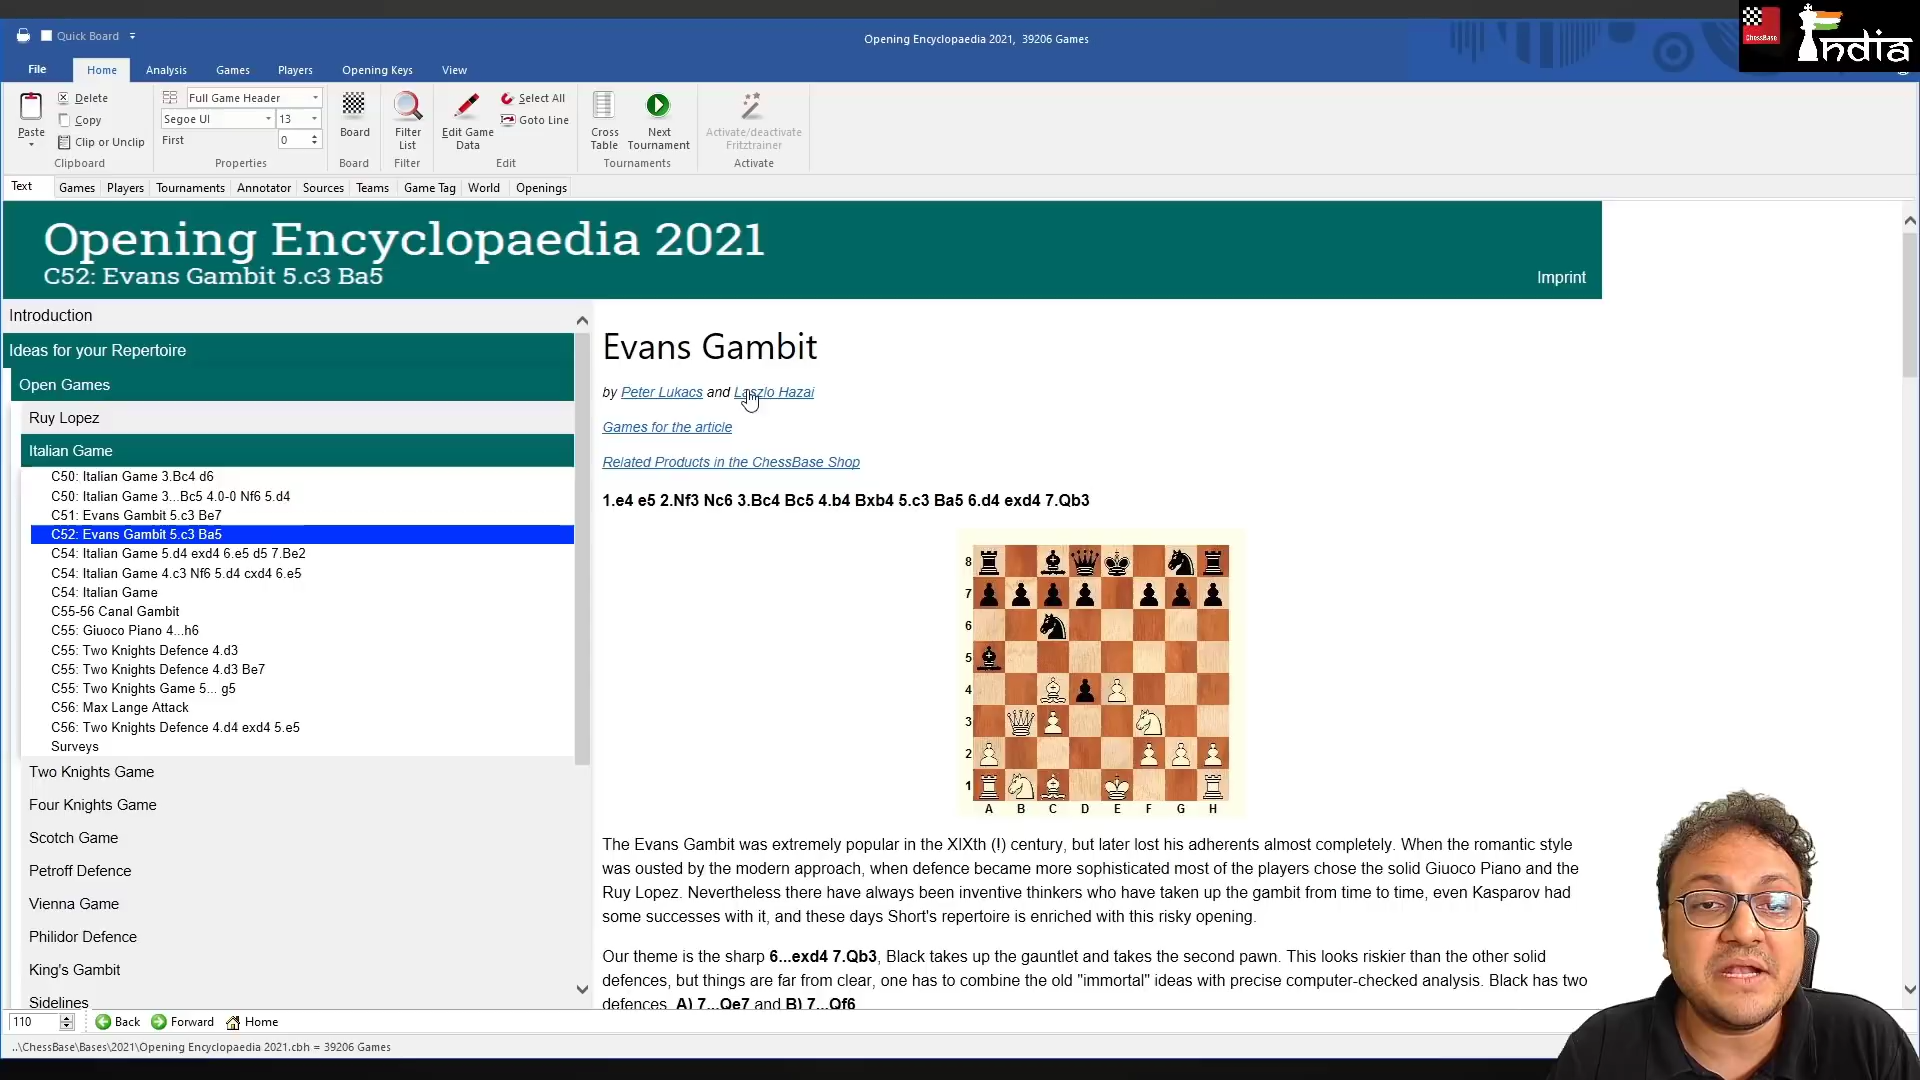 Quick Board
Opening Encyclopaedia 2021, 39206 Games
ChessBase
India
File Home Analysis Games Players Opening Keys View
Paste
Delete
Copy
Clip or Unclip
Clipboard
Full Game Header
Segoe UI 13
First 0
Properties
Board
Board
Filter List
Filter
Edit Game Data
Select All
Goto Line
Edit
Cross Table
Next Tournament
Tournaments
Activate/deactivate Fritztrainer
Activate
Text Games Players Tournaments Annotator Sources Teams Game Tag World Openings
Opening Encyclopaedia 2021
C52: Evans Gambit 5.c3 Ba5
Imprint
Introduction
Ideas for your Repertoire
Open Games
Ruy Lopez
Italian Game
C50: Italian Game 3.Bc4 d6
C50: Italian Game 3...Bc5 4.0-0 Nf6 5.d4
C51: Evans Gambit 5.c3 Be7
C52: Evans Gambit 5.c3 Ba5
C54: Italian Game 5.d4 exd4 6.e5 d5 7.Be2
C54: Italian Game 4.c3 Nf6 5.d4 cxd4 6.e5
C54: Italian Game
C55-56 Canal Gambit
C55: Giuoco Piano 4...h6
C55: Two Knights Defence 4.d3
C55: Two Knights Defence 4.d3 Be7
C55: Two Knights Game 5... g5
C56: Max Lange Attack
C56: Two Knights Defence 4.d4 exd4 5.e5
Surveys
Two Knights Game
Four Knights Game
Scotch Game
Petroff Defence
Vienna Game
Philidor Defence
King's Gambit
Sidelines
Evans Gambit
by Peter Lukacs and Laszlo Hazai
Games for the article
Related Products in the ChessBase Shop
1.e4 e5 2.Nf3 Nc6 3.Bc4 Bc5 4.b4 Bxb4 5.c3 Ba5 6.d4 exd4 7.Qb3
8
7
6
5
4
3
2
1
A B C D E F G H
The Evans Gambit was extremely popular in the XIXth (!) century, but later lost his adherents almost completely. When the romantic style
was ousted by the modern approach, when defence became more sophisticated most of the players chose the solid Giuoco Piano and the
Ruy Lopez. Nevertheless there have always been inventive thinkers who have taken up the gambit from time to time, even Kasparov had
some successes with it, and these days Short's repertoire is enriched with this risky opening.
Our theme is the sharp 6...exd4 7.Qb3, Black takes up the gauntlet and takes the second pawn. This looks riskier than the other solid
defences, but things are far from clear, one has to combine the old "immortal" ideas with precise computer-checked analysis. Black has two
defences, A) 7...Qe7 and B) 7...Qf6
110 Back Forward Home
..\ChessBase\Bases\2021\Opening Encyclopaedia 2021.cbh = 39206 Games